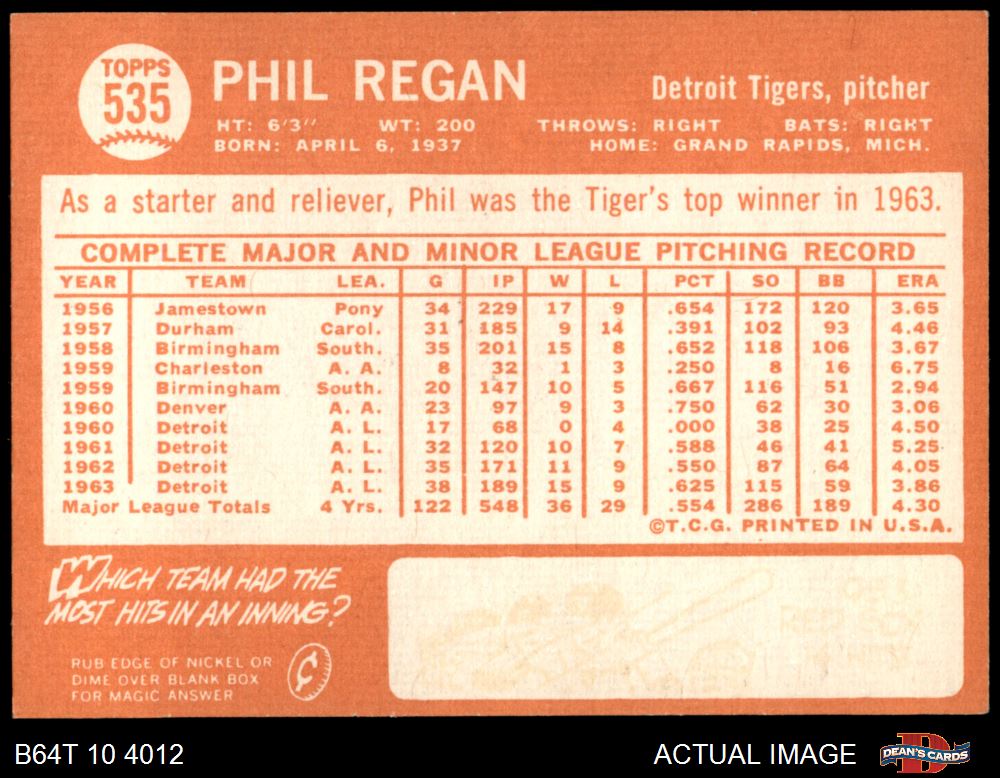 TOPPS
535
PHIL REGAN
Detroit Tigers, pitcher
HT: 6'3" WT: 200 THROWS: RIGHT BATS: RIGHT
BORN: APRIL 6, 1937 HOME: GRAND RAPIDS, MICH.
As a starter and reliever, Phil was the Tiger's top winner in 1963.
COMPLETE MAJOR AND MINOR LEAGUE PITCHING RECORD
YEAR TEAM LEA. G IP W L PCT SO BB ERA
1956 Jamestown Pony 34 229 17 9 .654 172 120 3.65
1957 Durham Carol. 31 185 9 14 .391 102 93 4.46
1958 Birmingham South. 35 201 15 8 .652 118 106 3.67
1959 Charleston A. A. 8 32 1 3 .250 8 16 6.75
1959 Birmingham South. 20 147 10 5 .667 116 51 2.94
1960 Denver A. A. 23 97 9 3 .750 62 30 3.06
1960 Detroit A. L. 17 68 0 4 .000 38 25 4.50
1961 Detroit A. L. 32 120 10 7 .588 46 41 5.25
1962 Detroit A. L. 35 171 11 9 .550 87 64 4.05
1963 Detroit A. L. 38 189 15 9 .625 115 59 3.86
Major League Totals 4 Yrs. 122 548 36 29 .554 286 189 4.30
©T.C.G. PRINTED IN U.S.A.
WHICH TEAM HAD THE
MOST HITS IN AN INNING?
RUB EDGE OF NICKEL OR
DIME OVER BLANK BOX
FOR MAGIC ANSWER
¢
RED SOX
B64T 10 4012
ACTUAL IMAGE
DEAN'S CARDS